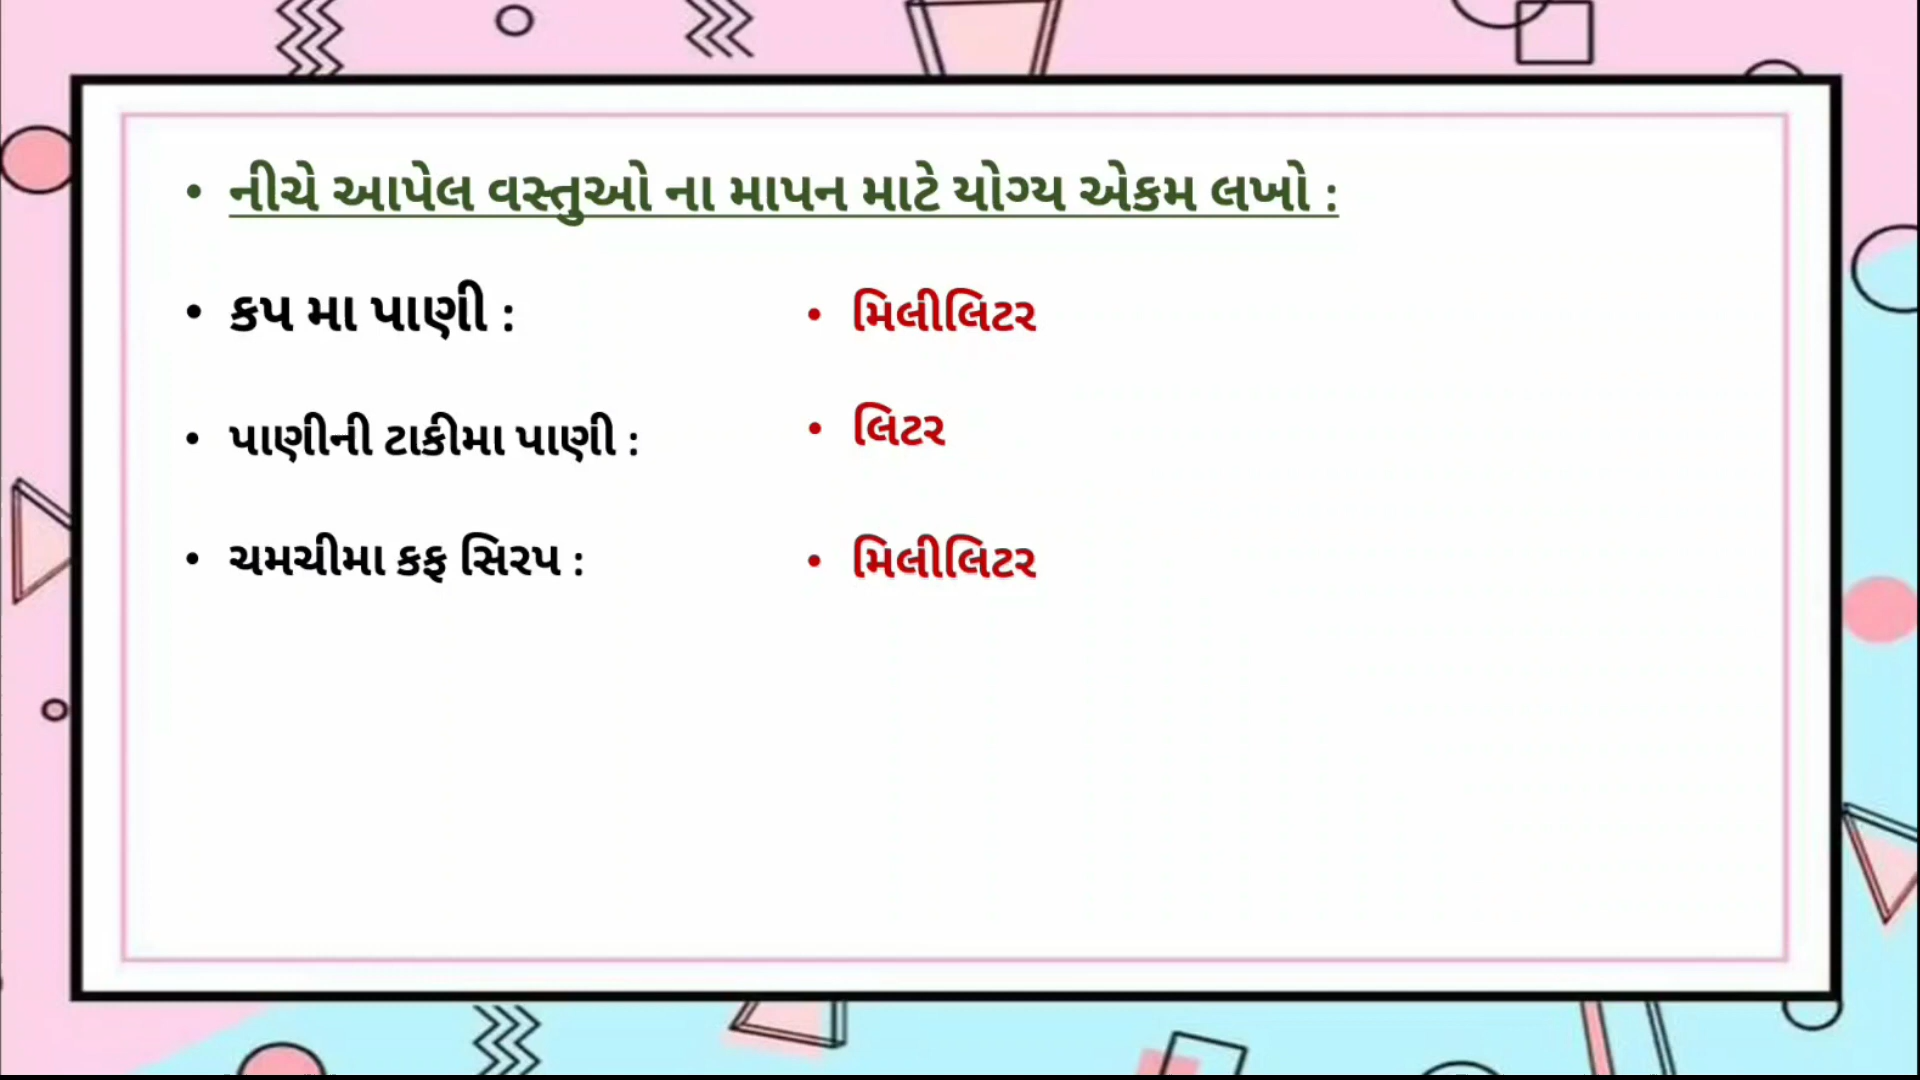 • નીચે આપેલ વસ્તુઓ ના માપન માટે યોગ્ય એકમ લખો :
• કપ મા પાણી : • મિલીલિટર
• પાણીની ટાકીમા પાણી : • લિટર
• ચમચીમા કફ સિરપ : • મિલીલિટર